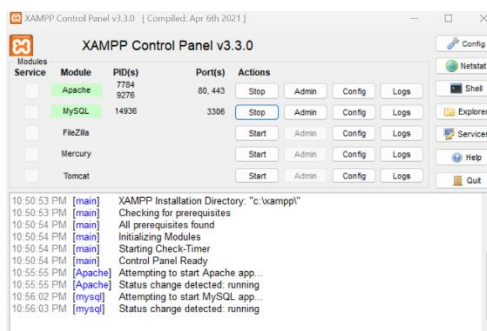 XAMPP Control Panel v3.3.0 [ Compiled: Apr 6th 2021 ]
XAMPP Control Panel v3.3.0
Config
Netstat
Shell
Explorer
Services
Help
Quit
Modules
Service Module PID(s) Port(s) Actions
Apache 7784 9276 80, 443 Stop Admin Config Logs
MySQL 14936 3306 Stop Admin Config Logs
FileZilla Start Admin Config Logs
Mercury Start Admin Config Logs
Tomcat Start Admin Config Logs
10:50:53 PM [main] XAMPP Installation Directory: "c:\xampp\"
10:50:53 PM [main] Checking for prerequisites
10:50:54 PM [main] All prerequisites found
10:50:54 PM [main] Initializing Modules
10:50:54 PM [main] Starting Check-Timer
10:50:54 PM [main] Control Panel Ready
10:55:55 PM [Apache] Attempting to start Apache app...
10:55:55 PM [Apache] Status change detected: running
10:56:02 PM [mysql] Attempting to start MySQL app...
10:56:03 PM [mysql] Status change detected: running